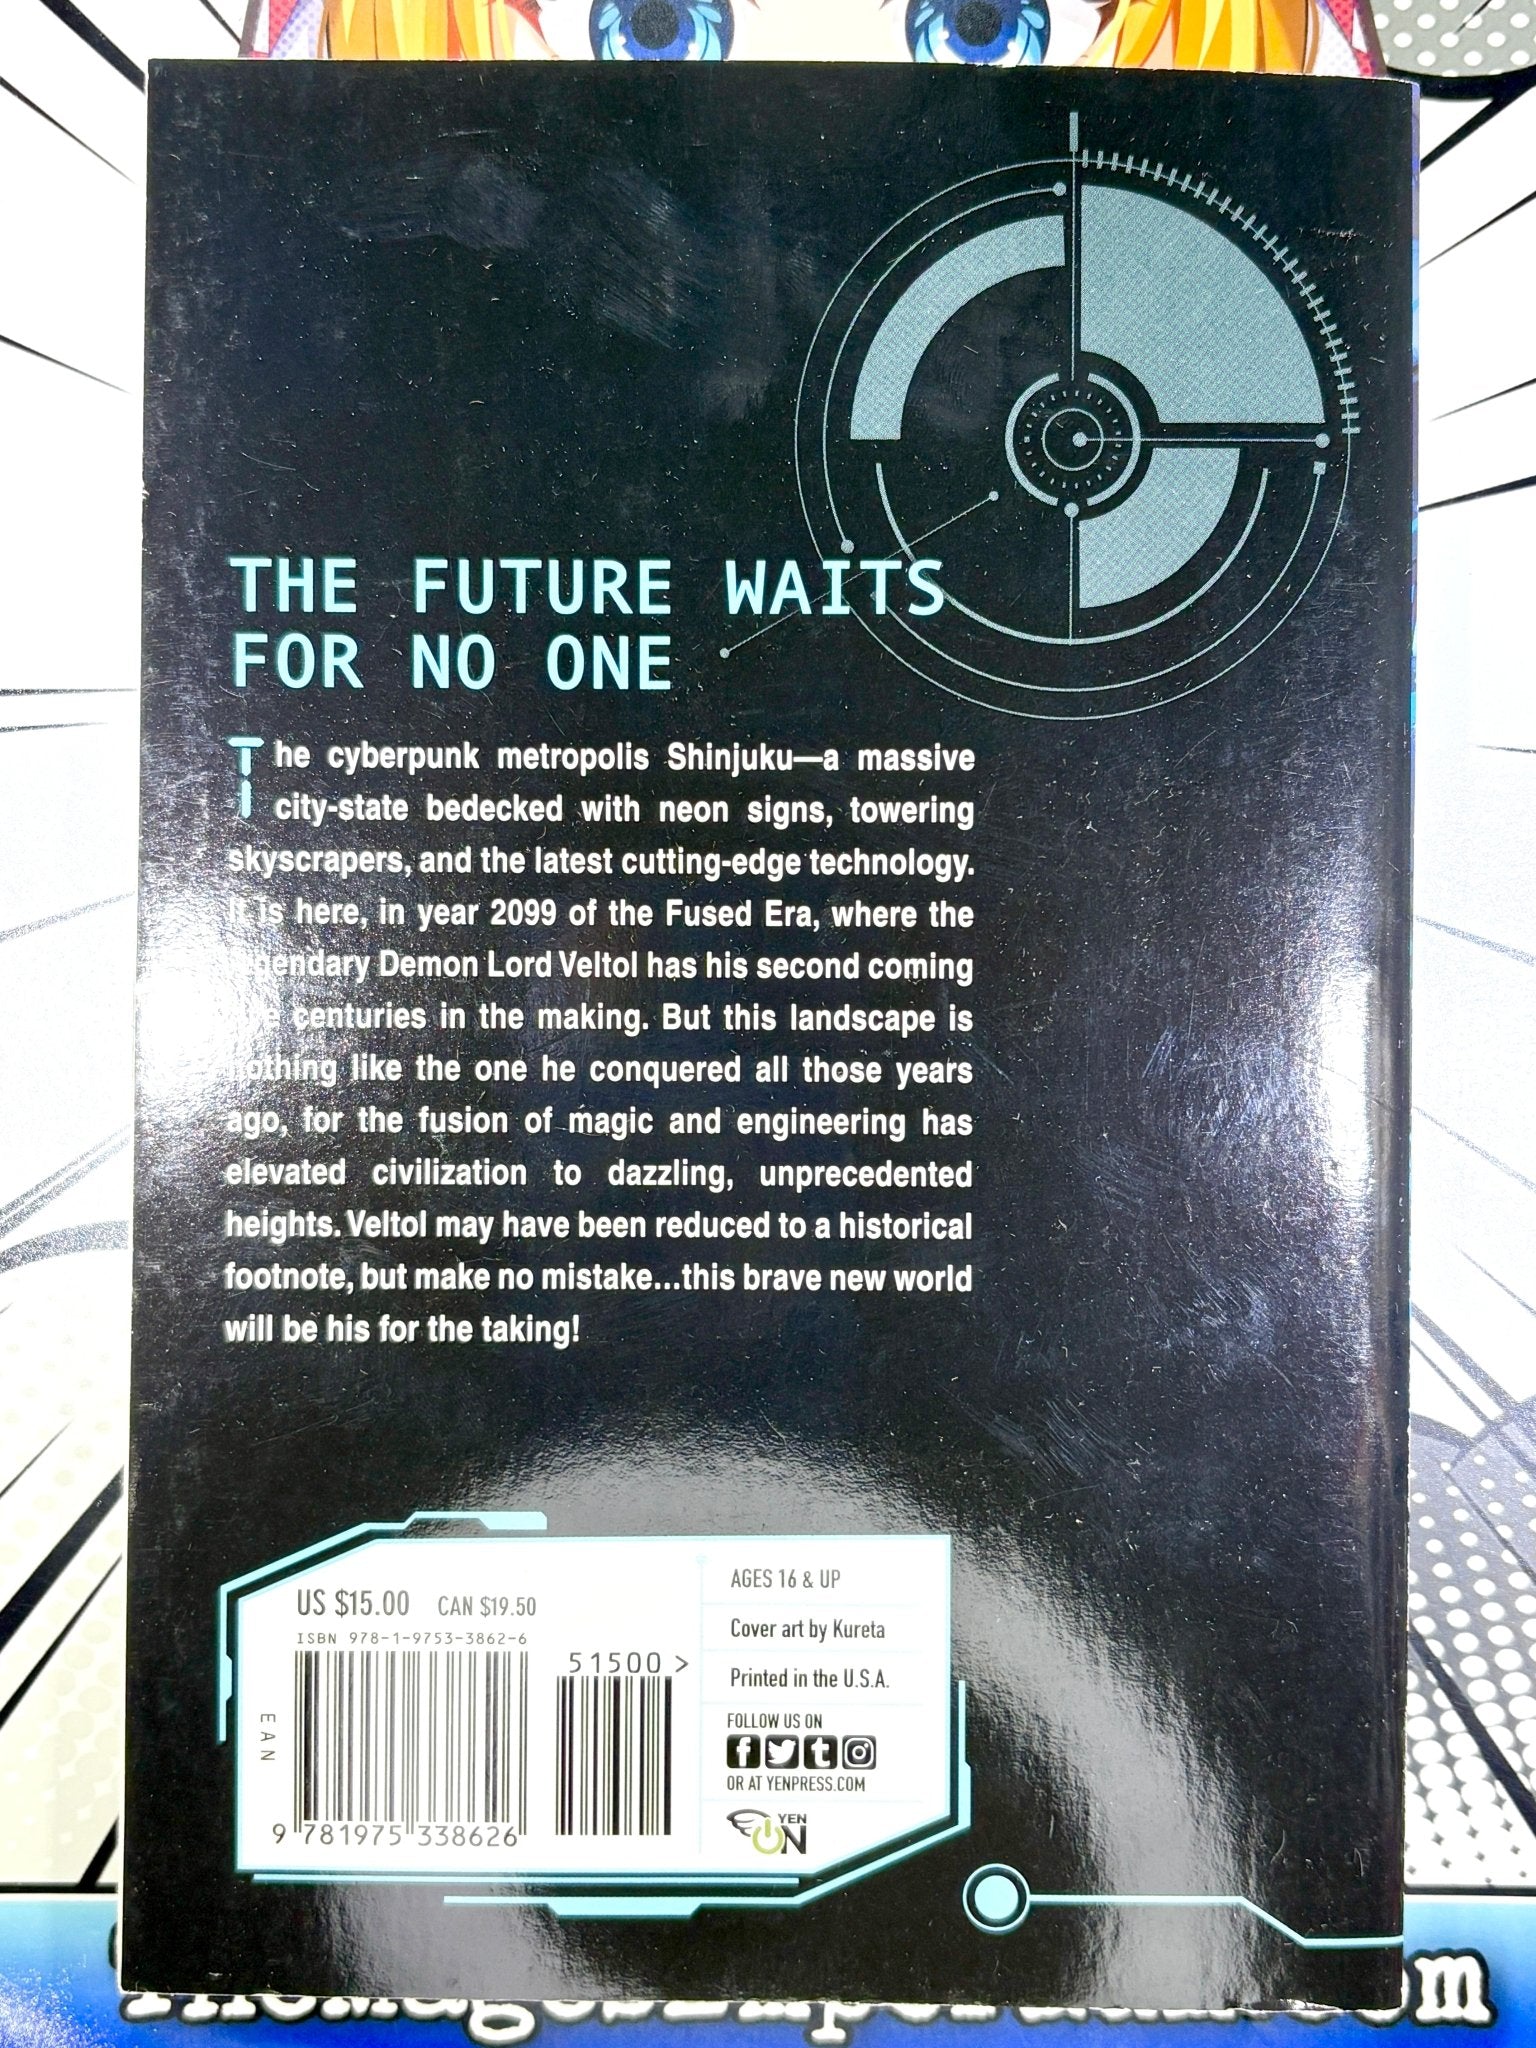 THE FUTURE WAITS
FOR NO ONE
The cyberpunk metropolis Shinjuku—a massive
city-state bedecked with neon signs, towering
skyscrapers, and the latest cutting-edge technology.
It is here, in year 2099 of the Fused Era, where the
legendary Demon Lord Veltol has his second coming
centuries in the making. But this landscape is
nothing like the one he conquered all those years
ago, for the fusion of magic and engineering has
elevated civilization to dazzling, unprecedented
heights. Veltol may have been reduced to a historical
footnote, but make no mistake...this brave new world
will be his for the taking!
US $15.00 CAN $19.50
ISBN 978-1-9753-3862-6
51500 >
EAN
9 781975 338626
AGES 16 & UP
Cover art by Kureta
Printed in the U.S.A.
FOLLOW US ON
OR AT YENPRESS.COM
YEN
ON